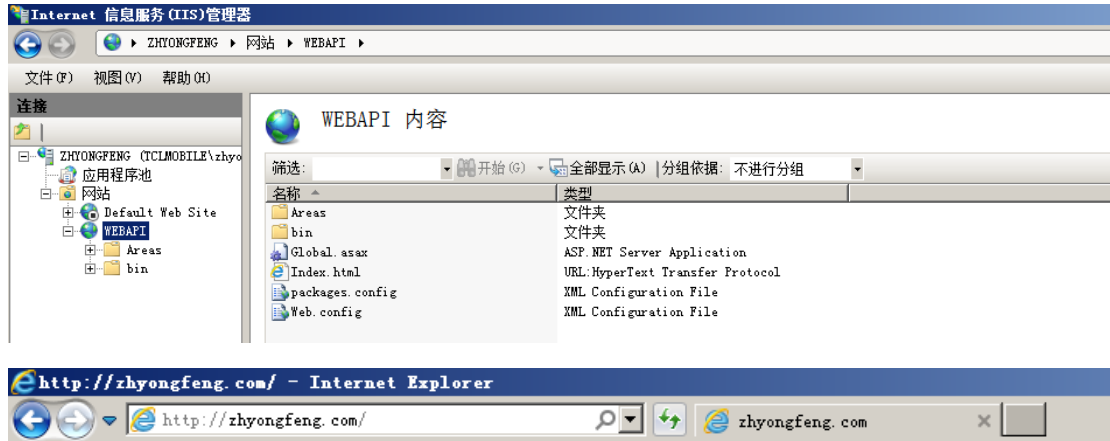 Internet 信息服务(IIS)管理器
ZHYONGFENG 网站 WEBAPI
文件(F) 视图(V) 帮助(H)
连接
WEBAPI 内容
ZHYONGFENG (TCLMOBILE\zhyo
应用程序池
网站
Default Web Site
WEBAPI
Areas
bin
筛选: 开始(G) 全部显示(A) | 分组依据: 不进行分组
名称 类型
Areas 文件夹
bin 文件夹
Global.asax ASP.NET Server Application
Index.html URL:HyperText Transfer Protocol
packages.config XML Configuration File
Web.config XML Configuration File
http://zhyongfeng.com/ - Internet Explorer
http://zhyongfeng.com/ zhyongfeng.com